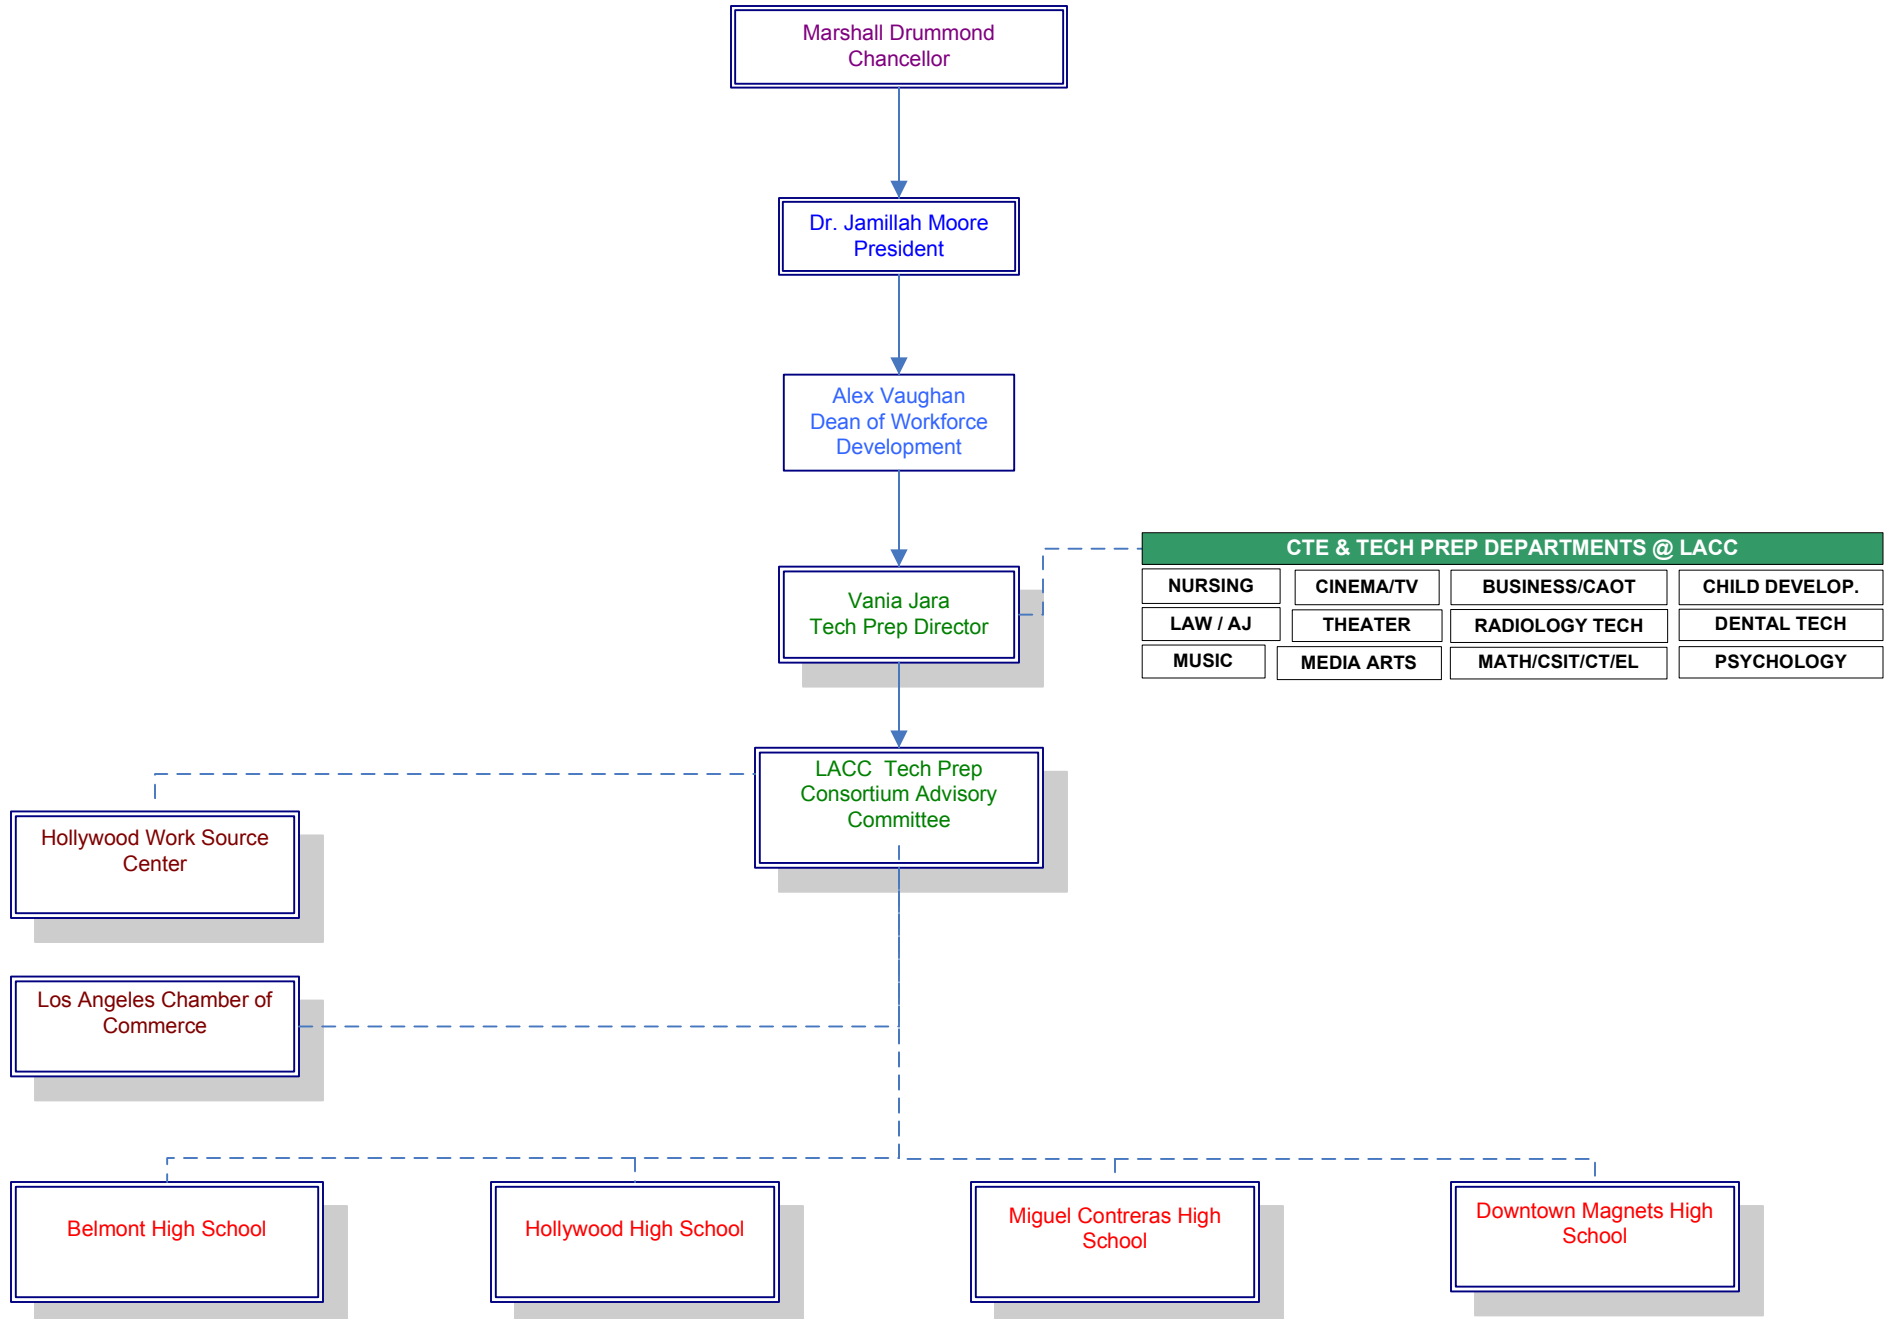 Marshall Drummond
Chancellor
Dr. Jamillah Moore
President
Alex Vaughan
Dean of Workforce
Development
Vania Jara
Tech Prep Director
CTE & TECH PREP DEPARTMENTS @ LACC
NURSING CINEMA/TV BUSINESS/CAOT CHILD DEVELOP.
LAW / AJ THEATER RADIOLOGY TECH DENTAL TECH
MUSIC MEDIA ARTS MATH/CSIT/CT/EL PSYCHOLOGY
LACC Tech Prep
Consortium Advisory
Committee
Hollywood Work Source
Center
Los Angeles Chamber of
Commerce
Belmont High School
Hollywood High School
Miguel Contreras High
School
Downtown Magnets High
School